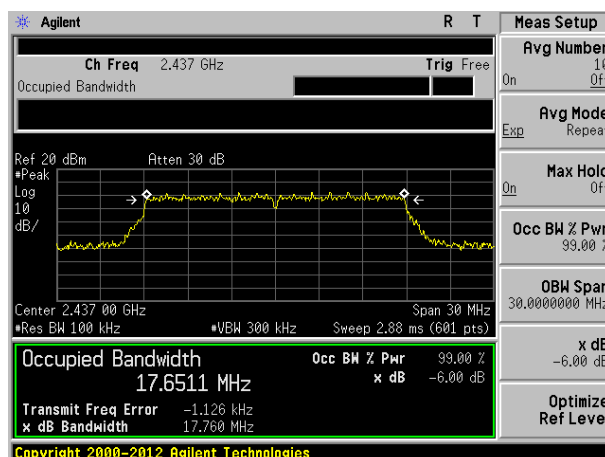 Agilent R T
Meas Setup
Ch Freq 2.437 GHz Trig Free
Occupied Bandwidth
Ref 20 dBm Atten 30 dB
#Peak
Log
10
dB/
Center 2.437 00 GHz Span 30 MHz
#Res BW 100 kHz #VBW 300 kHz Sweep 2.88 ms (601 pts)
Occupied Bandwidth
17.6511 MHz
Occ BW % Pwr 99.00 %
x dB -6.00 dB
Transmit Freq Error -1.126 kHz
x dB Bandwidth 17.760 MHz
Copyright 2000-2012 Agilent Technologies
Avg Number
10
On Of
Avg Mode
Exp Repea
Max Hold
On Of
Occ BW % Pwr
99.00 %
OBW Span
30.0000000 MHz
x dB
-6.00 dB
Optimize
Ref Leve